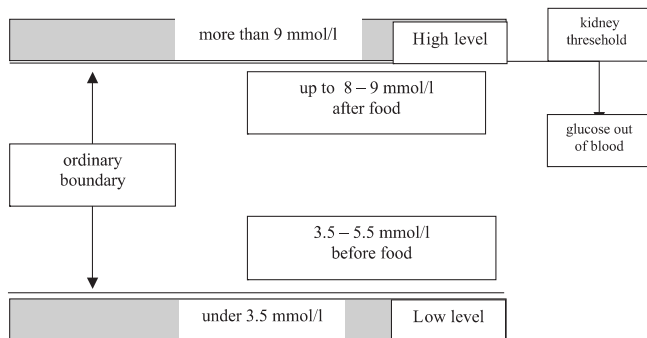 more than 9 mmol/l
High level
kidney
thresehold
up to 8 – 9 mmol/l
after food
glucose out
of blood
ordinary
boundary
3.5 – 5.5 mmol/l
before food
under 3.5 mmol/l
Low level